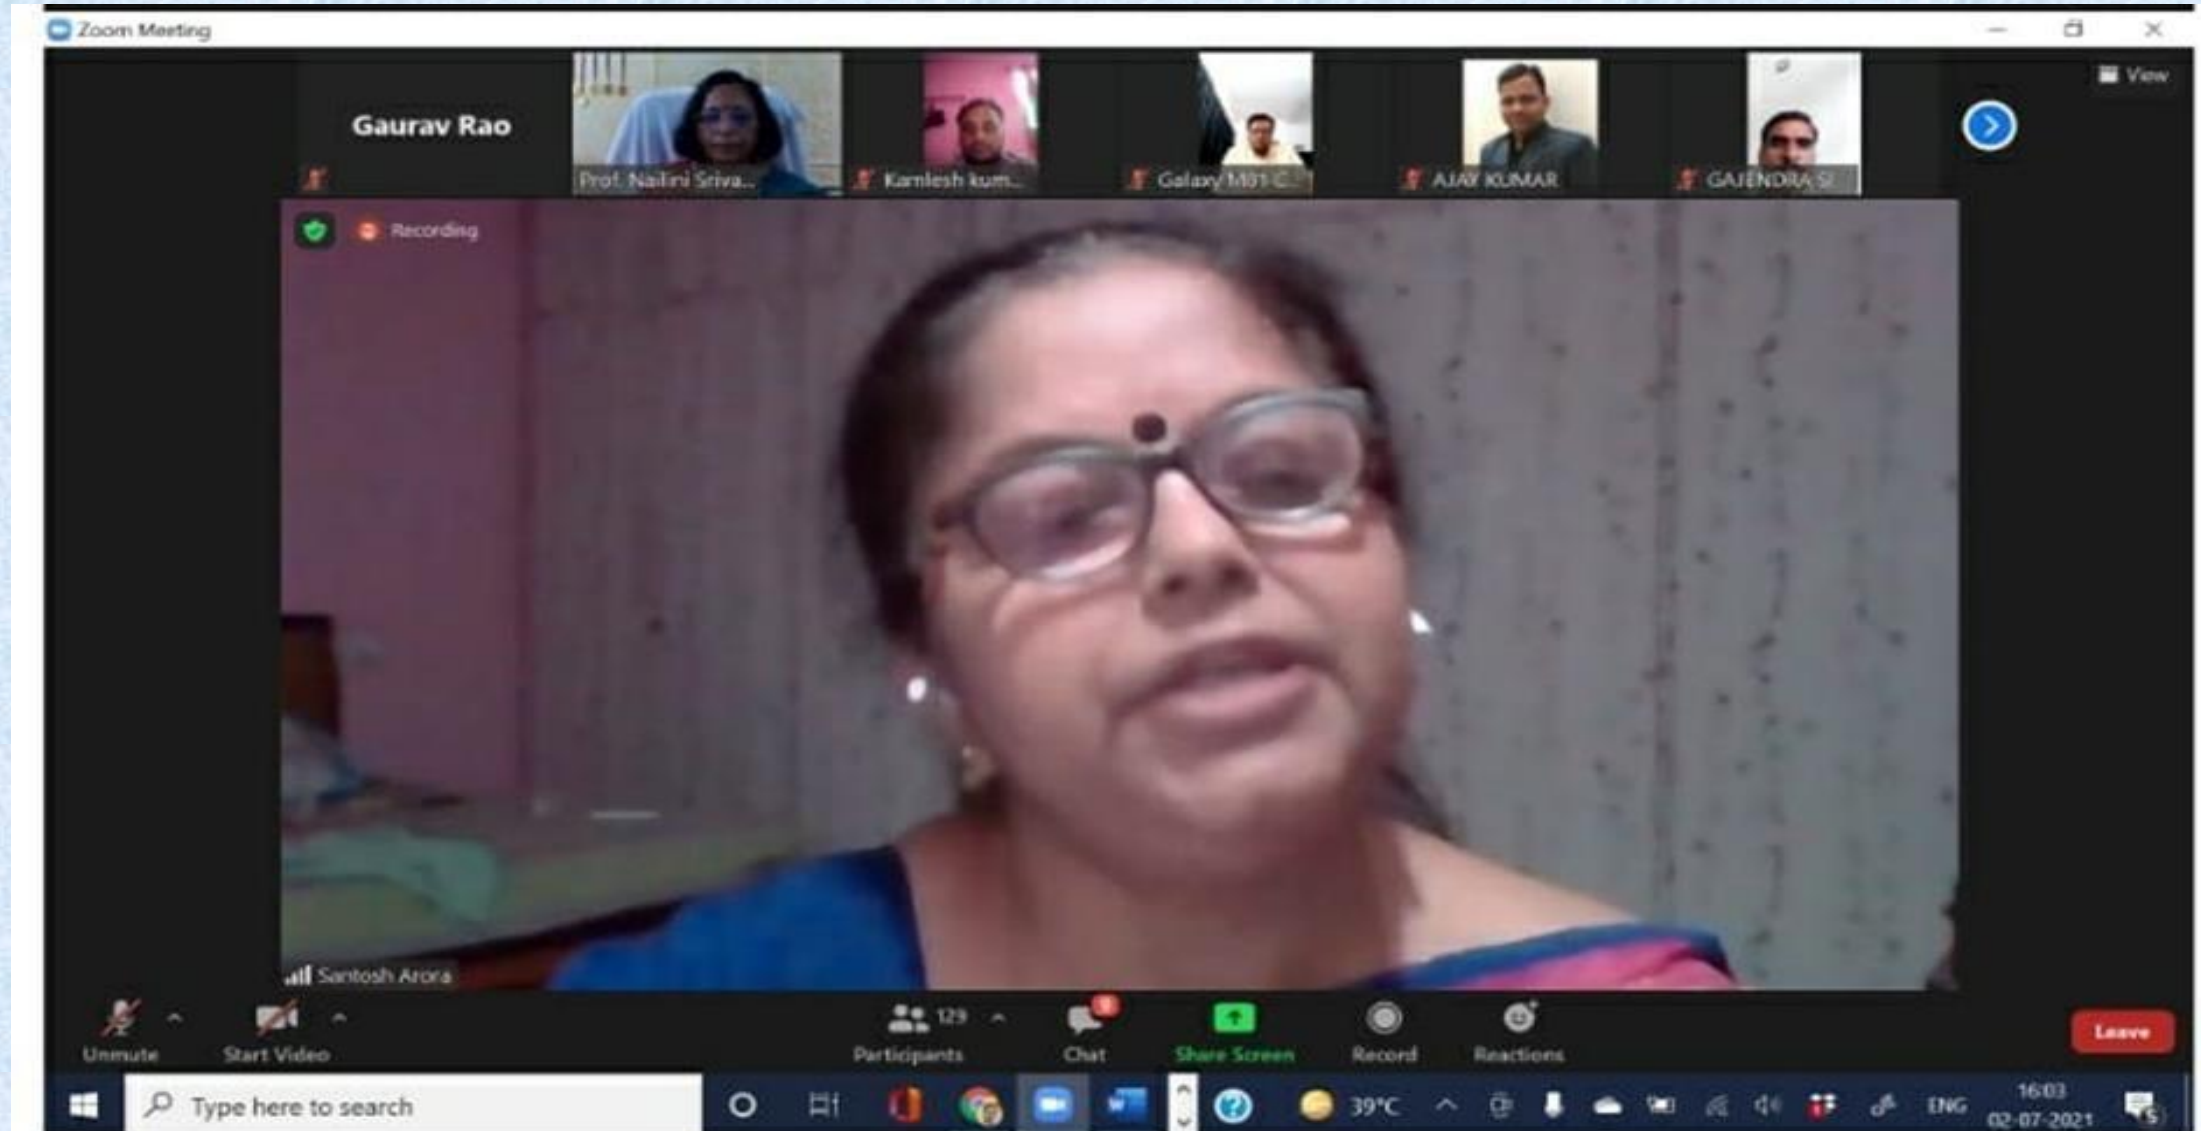 Zoom Meeting
View
Gaurav Rao
Prof. Nailini Sriva...
Kamlesh kum...
Galaxy M01 C...
AJAY KUMAR
GAJENDRA SI
Recording
Santosh Arora
129
Unmute
Start Video
Participants
Chat
Share Screen
Record
Reactions
Leave
Type here to search
39°C
ENG
16:03
02-07-2021
5